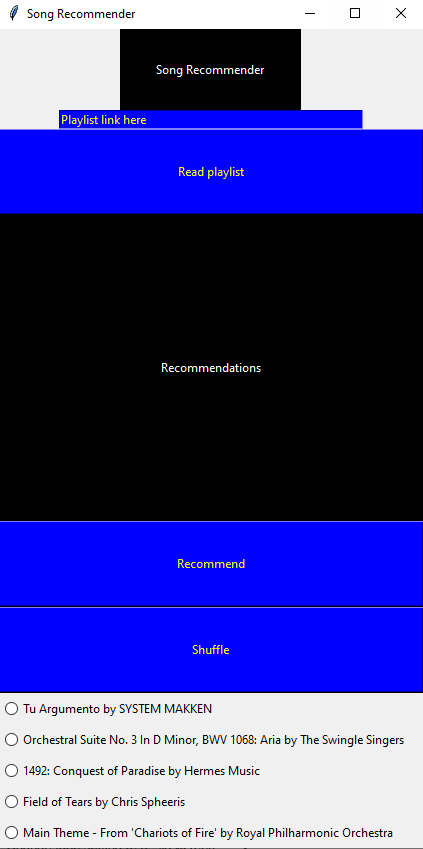 Song Recommender
Song Recommender
Playlist link here
Read playlist
Recommendations
Recommend
Shuffle
Tu Argumento by SYSTEM MAKKEN
Orchestral Suite No. 3 In D Minor, BWV 1068: Aria by The Swingle Singers
1492: Conquest of Paradise by Hermes Music
Field of Tears by Chris Spheeris
Main Theme - From 'Chariots of Fire' by Royal Philharmonic Orchestra